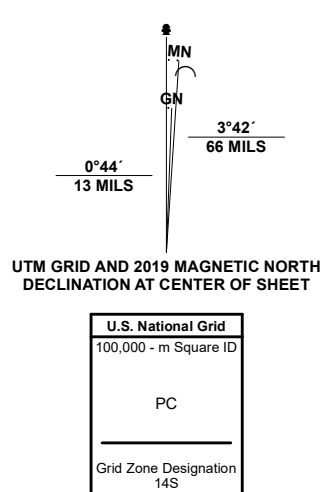 MN
GN
3°42´
66 MILS
0°44´
13 MILS
UTM GRID AND 2019 MAGNETIC NORTH
DECLINATION AT CENTER OF SHEET
U.S. National Grid
100,000 - m Square ID
PC
Grid Zone Designation
14S